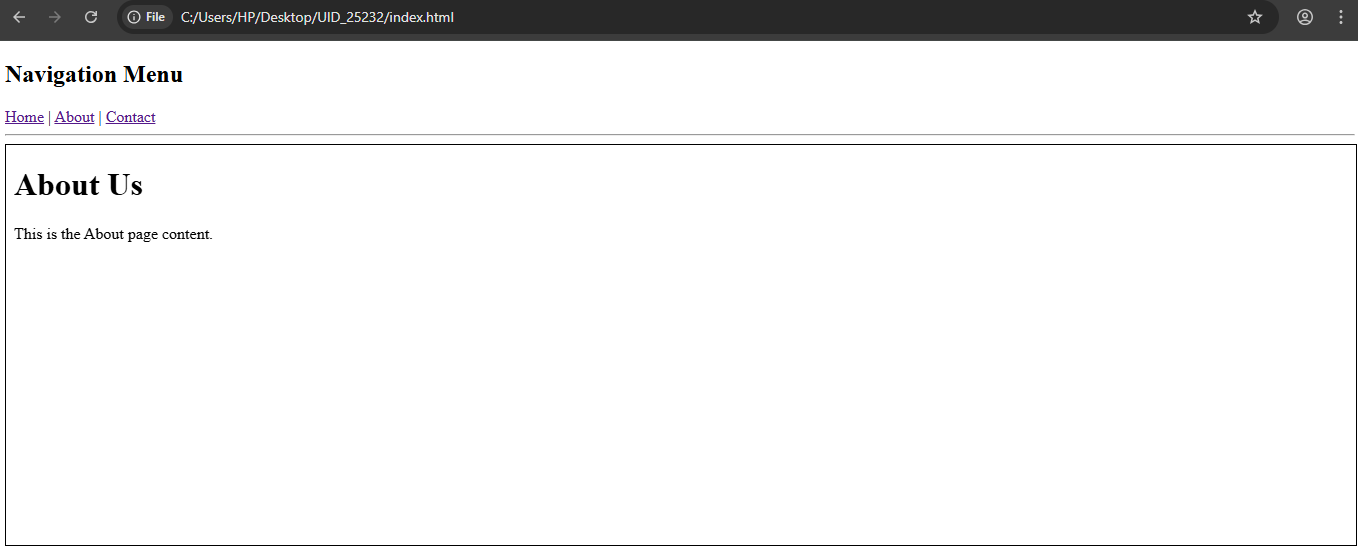 File C:/Users/HP/Desktop/UID_25232/index.html
Navigation Menu
Home | About | Contact
About Us
This is the About page content.